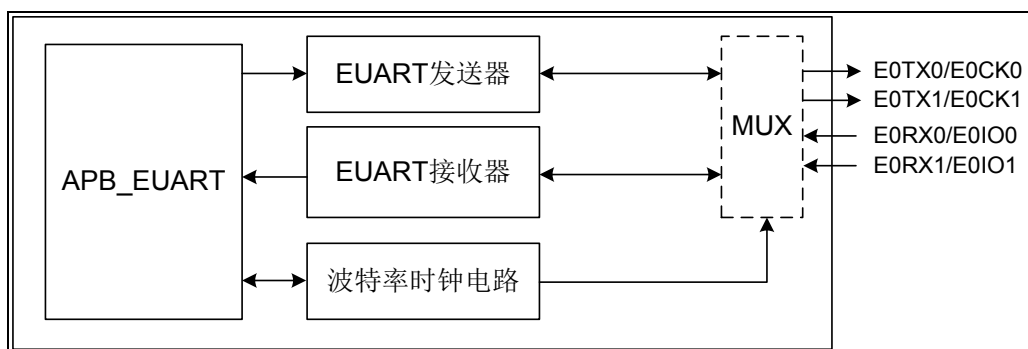 APB_EUART
EUART发送器
EUART接收器
波特率时钟电路
MUX
E0TX0/E0CK0
E0TX1/E0CK1
E0RX0/E0IO0
E0RX1/E0IO1